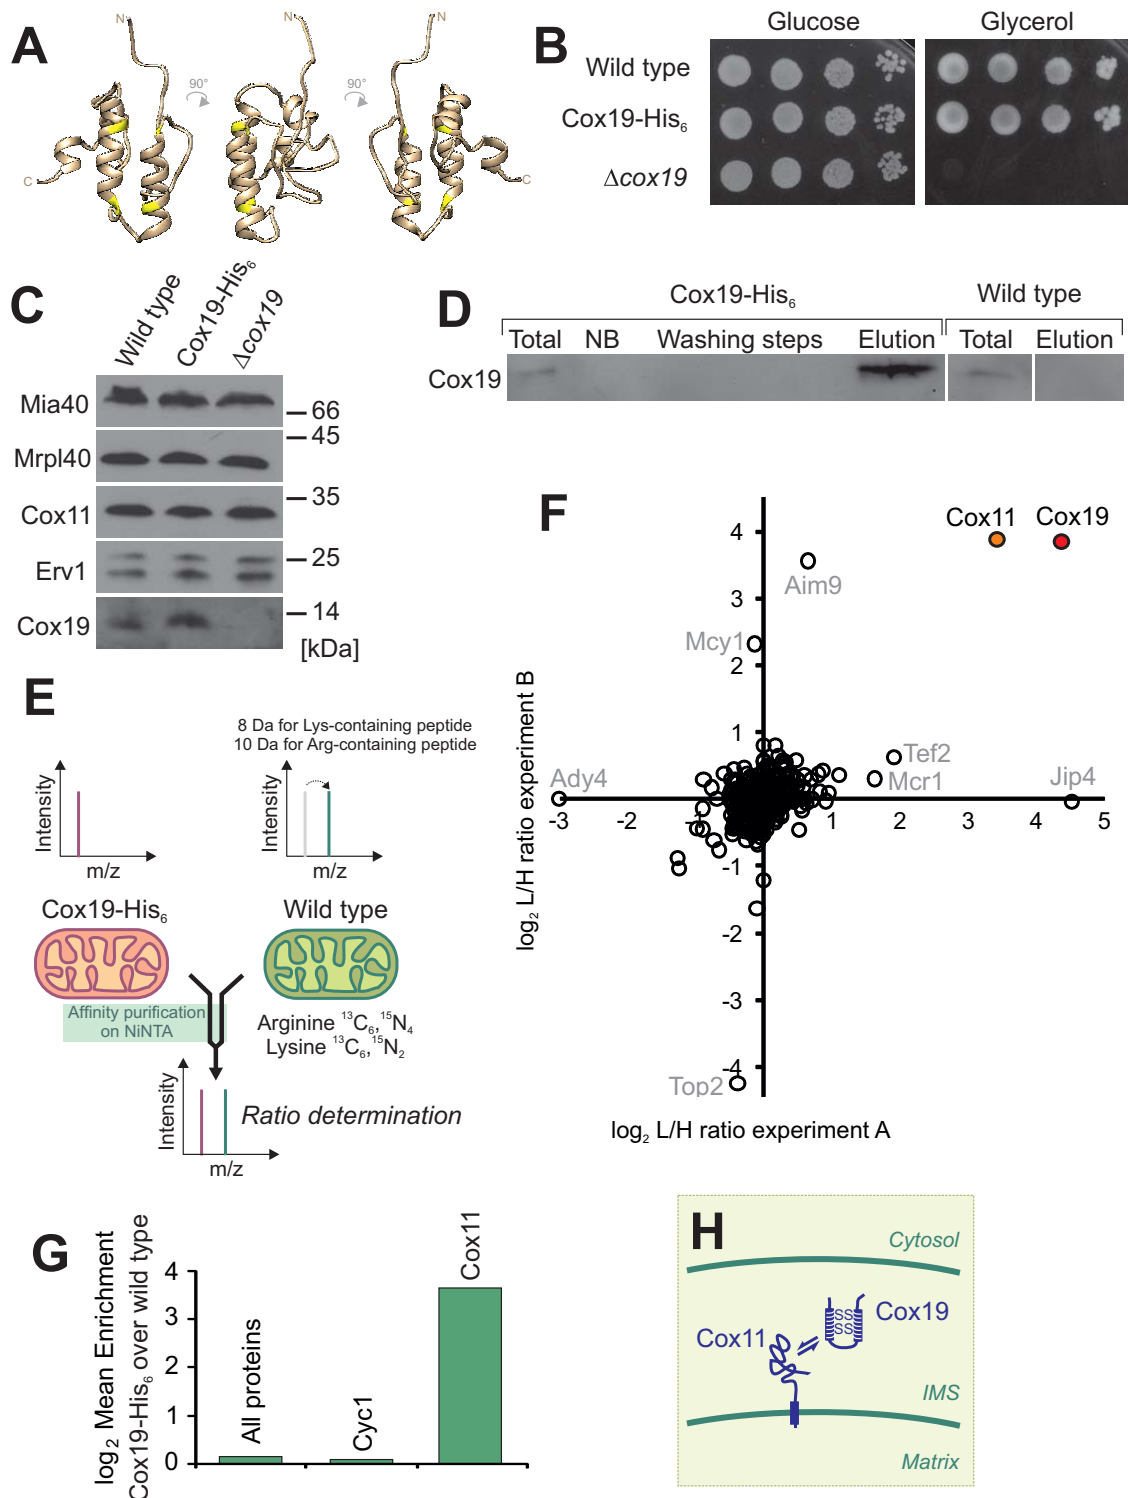 A
N
N
N
90°
90°
C
C
B
Glucose
Glycerol
Wild type
Cox19-His6
Δcox19
C
Wild type
Cox19-His6
Δcox19
Mia40
66
45
Mrpl40
35
Cox11
25
Erv1
14
Cox19
[kDa]
D
Cox19-His6
Wild type
Total
NB
Washing steps
Elunion
Total
Elution
Cox19
E
8 Da for Lys-containing peptide
10 Da for Arg-containing peptide
Intensity
m/z
Intensity
m/z
Cox19-His6
Wild type
Affinity purification
on NiNTA
Arginine 13C6,15N4
Lysine 13C6,15N2
Intensity
m/z
Ratio determination
F
log2 L/H ratio experiment B
4
3
2
1
-1
-2
-3
-4
-3
-2
-1
1
2
3
4
5
Cox11
Cox19
Aim9
Mcy1
Tef2
Mcr1
Ady4
Jip4
Top2
log2 L/H ratio experiment A
G
log2 Mean Enrichment
Cox19-His6 over wild type
4
3
2
1
0
All proteins
Cyc1
Cox11
H
Cytosol
Cox19
SS
SS
Cox11
IMS
Matrix